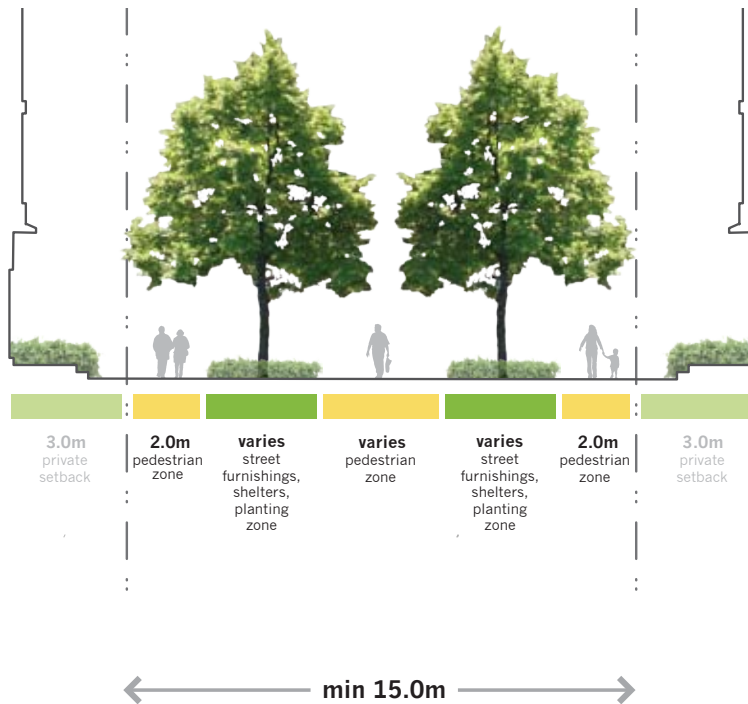 3.0m
private
setback
2.0m
pedestrian
zone
varies
street
furnishings,
shelters,
planting
zone
varies
pedestrian
zone
varies
street
furnishings,
shelters,
planting
zone
2.0m
pedestrian
zone
3.0m
private
setback
min 15.0m